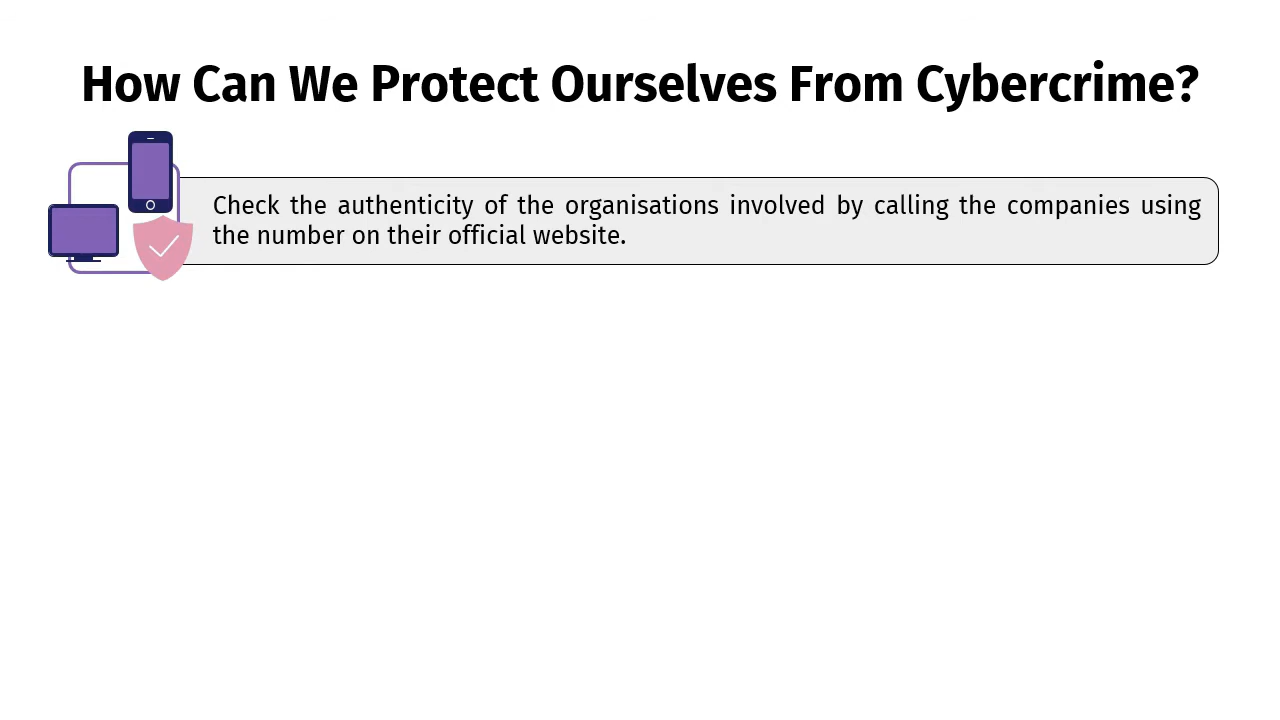 How Can We Protect Ourselves From Cybercrime?
Check the authenticity of the organisations involved by calling the companies using
the number on their official website.